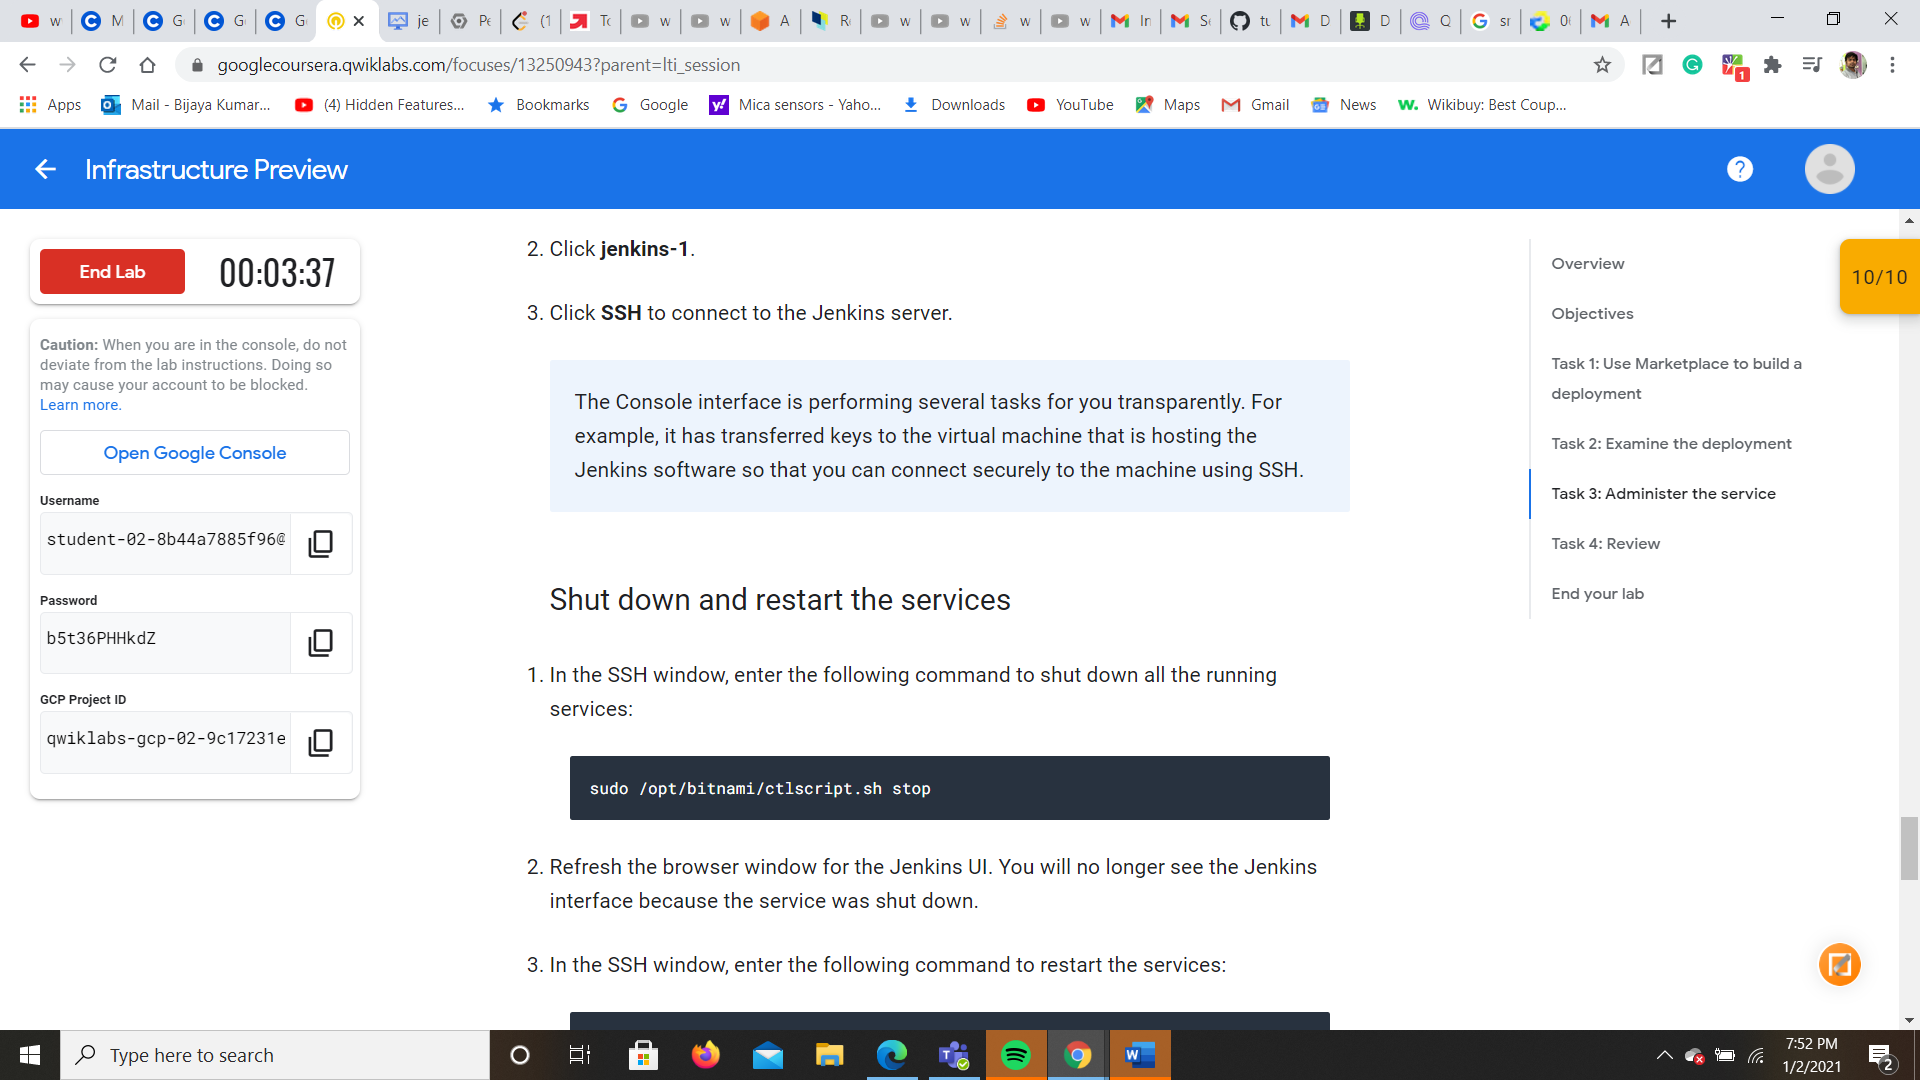 googlecoursera.qwiklabs.com/focuses/13250943?parent=lti_session
Apps
Mail - Bijaya Kumar...
(4) Hidden Features...
Bookmarks
Google
Mica sensors - Yaho...
Downloads
YouTube
Maps
Gmail
News
Wikibuy: Best Coup...
Infrastructure Preview
End Lab
00:03:37
Caution: When you are in the console, do not
deviate from the lab instructions. Doing so
may cause your account to be blocked.
Learn more.
Open Google Console
Username
student-02-8b44a7885f96@
Password
b5t36PHHkdZ
GCP Project ID
qwiklabs-gcp-02-9c17231e
2. Click jenkins-1.
3. Click SSH to connect to the Jenkins server.
The Console interface is performing several tasks for you transparently. For
example, it has transferred keys to the virtual machine that is hosting the
Jenkins software so that you can connect securely to the machine using SSH.
Shut down and restart the services
1. In the SSH window, enter the following command to shut down all the running
services:
sudo /opt/bitnami/ctlscript.sh stop
2. Refresh the browser window for the Jenkins UI. You will no longer see the Jenkins
interface because the service was shut down.
3. In the SSH window, enter the following command to restart the services:
Overview
Objectives
Task 1: Use Marketplace to build a
deployment
Task 2: Examine the deployment
Task 3: Administer the service
Task 4: Review
End your lab
10/10
Type here to search
7:52 PM
1/2/2021
2